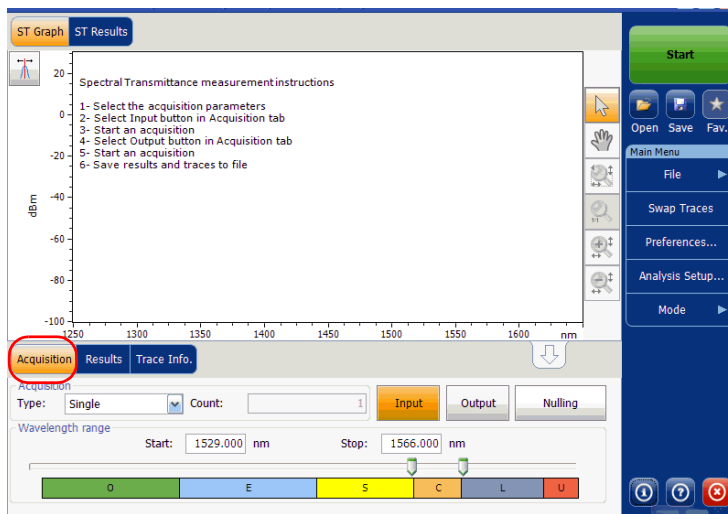 ST Graph ST Results
Start
Open Save Fav.
Main Menu
File
Swap Traces
Preferences...
Analysis Setup...
Mode
Spectral Transmittance measurement instructions
1- Select the acquisition parameters
2- Select Input button in Acquisition tab
3- Start an acquisition
4- Select Output button in Acquisition tab
5- Start an acquisition
6- Save results and traces to file
20
0
-20
-40
-60
-80
-100
dBm
1250 1300 1350 1400 1450 1500 1550 1600 nm
1:1
Acquisition Results Trace Info.
Acquisition
Type: Single Count: 1 Input Output Nulling
Wavelength range
Start: 1529.000 nm Stop: 1566.000 nm
O E S C L U